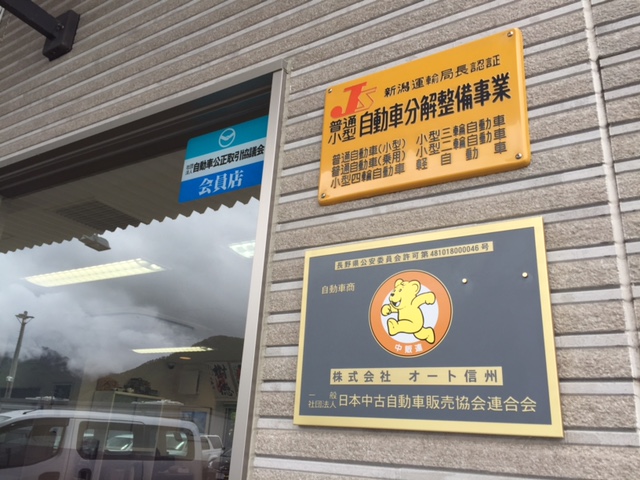 社団法人 自動車公正取引協議会
会員店
JS
新潟運輸局長認証
普通
小型 自動車分解整備事業
普通自動車(小型) 小型三輪自動車
普通自動車(乗用) 小型二輪自動車
小型四輪自動車 軽自動車
長野県公安委員会許可第481018000046号
自動車商
中販連
株式会社 オート信州
一般社団法人 日本中古自動車販売協会連合会